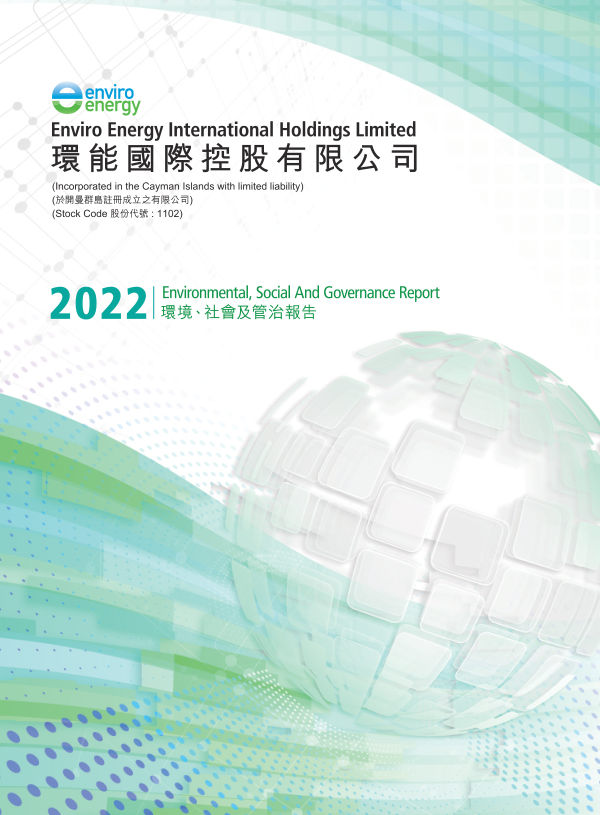 enviro
energy
Enviro Energy International Holdings Limited
環能國際控股有限公司
(Incorporated in the Cayman Islands with limited liability)
(於開曼群島註冊成立之有限公司)
(Stock Code 股份代號 : 1102)
2022
Environmental, Social And Governance Report
環境、社會及管治報告